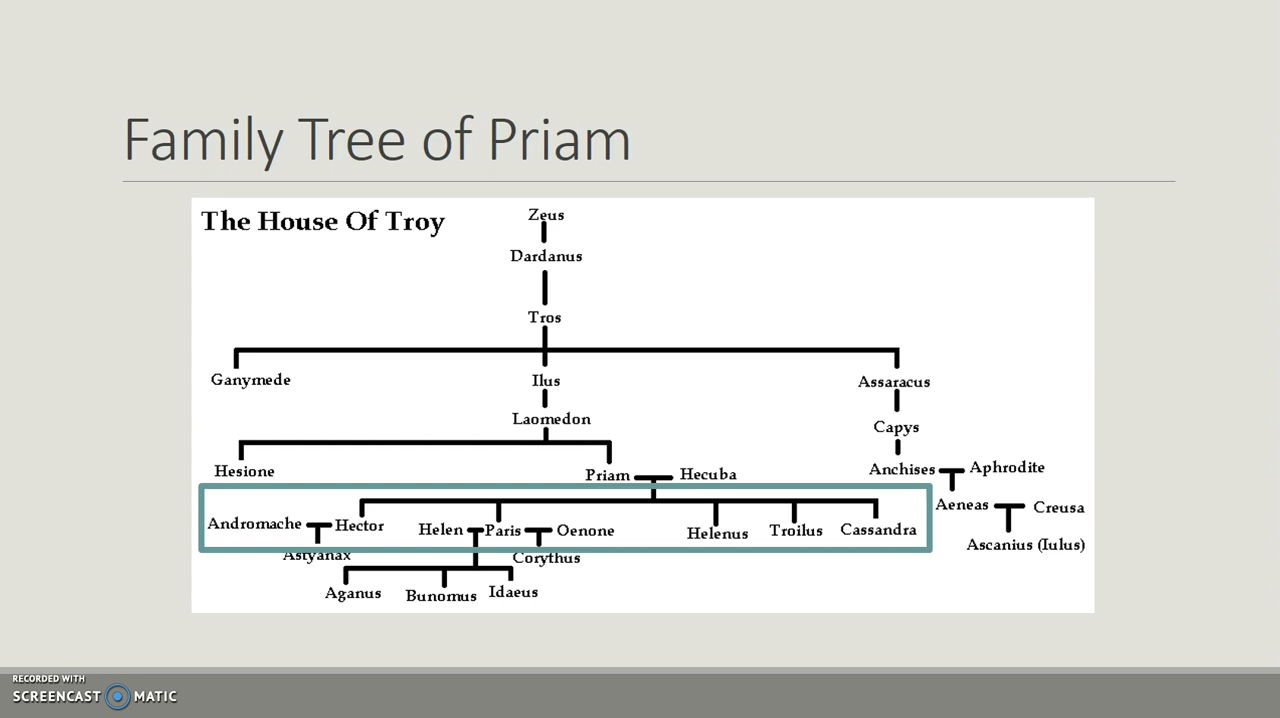 Family Tree of Priam
The House Of Troy
Zeus
Dardanus
Tros
Ganymede
Ilus
Assaracus
Laomedon
Capys
Hesione
Priam
Hecuba
Anchises
Aphrodite
Andromache
Hector
Helen
Paris
Oenone
Helenus
Troilus
Cassandra
Aeneas
Creusa
Astyanax
Corythus
Ascanius (Iulus)
Aganus
Bunomus
Idaeus
RECORDED WITH
SCREENCAST MATIC